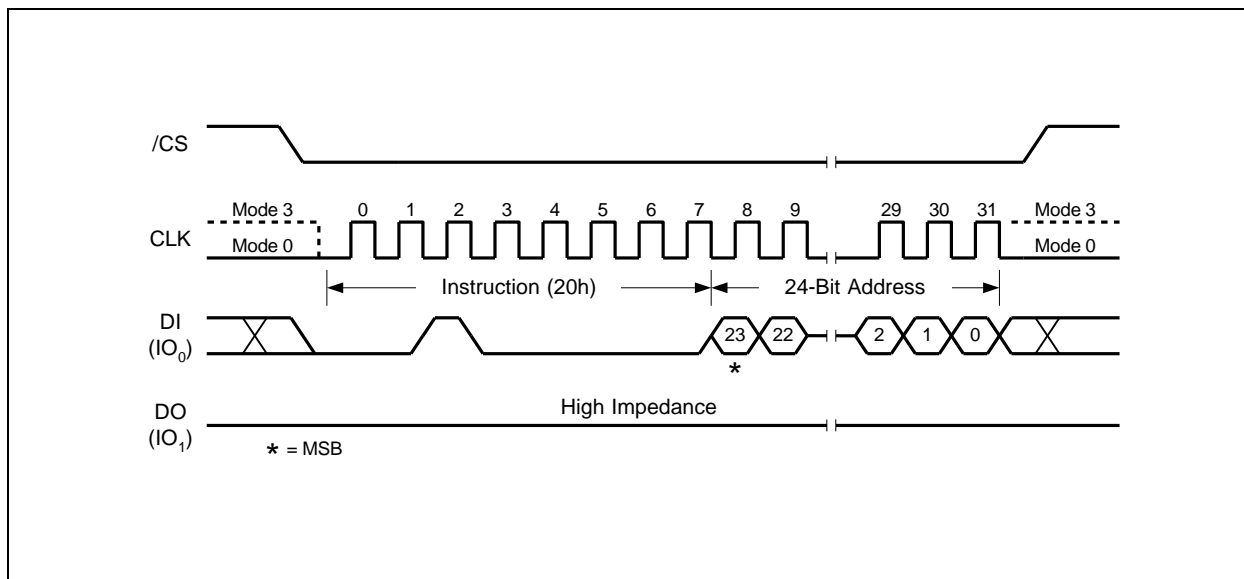 /CS
Mode 3 0 1 2 3 4 5 6 7 8 9 29 30 31 Mode 3
CLK
Mode 0 Mode 0
Instruction (20h) 24-Bit Address
DI
(IO0)
23 22 2 1 0
*
High Impedance
DO
(IO1)
* = MSB